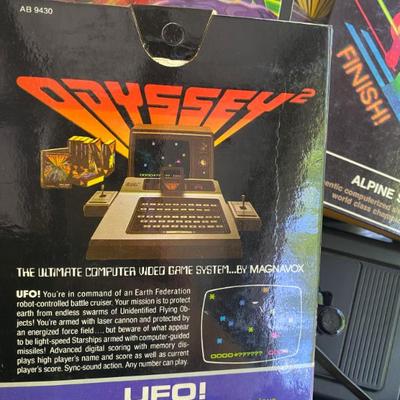 AB 9430
ODYSSEY²
FINISH!
ALPINE S
entic computerized s
world class champ
THE ULTIMATE COMPUTER VIDEO GAME SYSTEM...BY MAGNAVOX
UFO! You're in command of an Earth Federation
robot-controlled battle cruiser. Your mission is to protect
earth from endless swarms of Unidentified Flying Ob-
jects! You're armed with laser cannon and protected by
an energized force field . . . . but beware of what appear
to be light-speed Starships armed with computer-guided
missiles! Advanced digital scoring with memory dis-
plays high player's name and score as well as current
player's score. Sync-sound action. Any number can play.
0000+??????
0000
UFO!